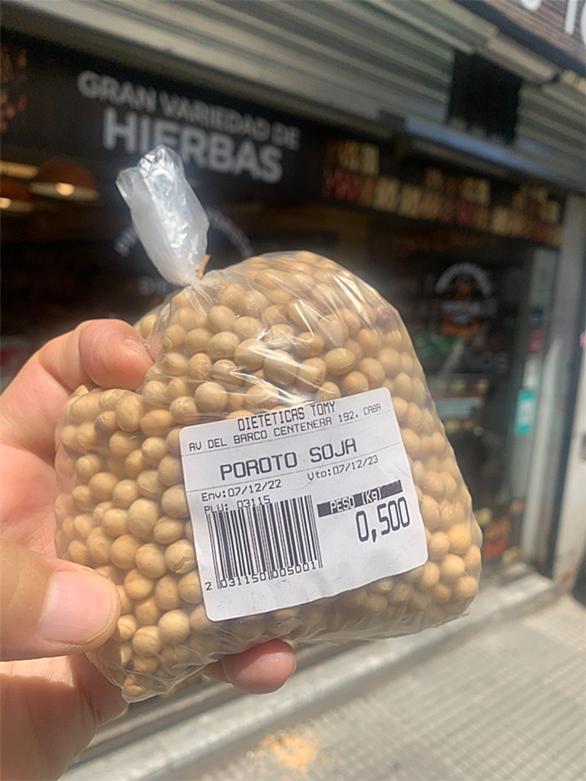 GRAN VARIEDAD DE
HIERBAS
DIETETICAS TOMY
AV DEL BARCO CENTENERA 192, CABA
POROTO SOJA
Env:07/12/22 Vto:07/12/23
PLU: 03115
PESO (Kg)
0,500
2 031150 005001